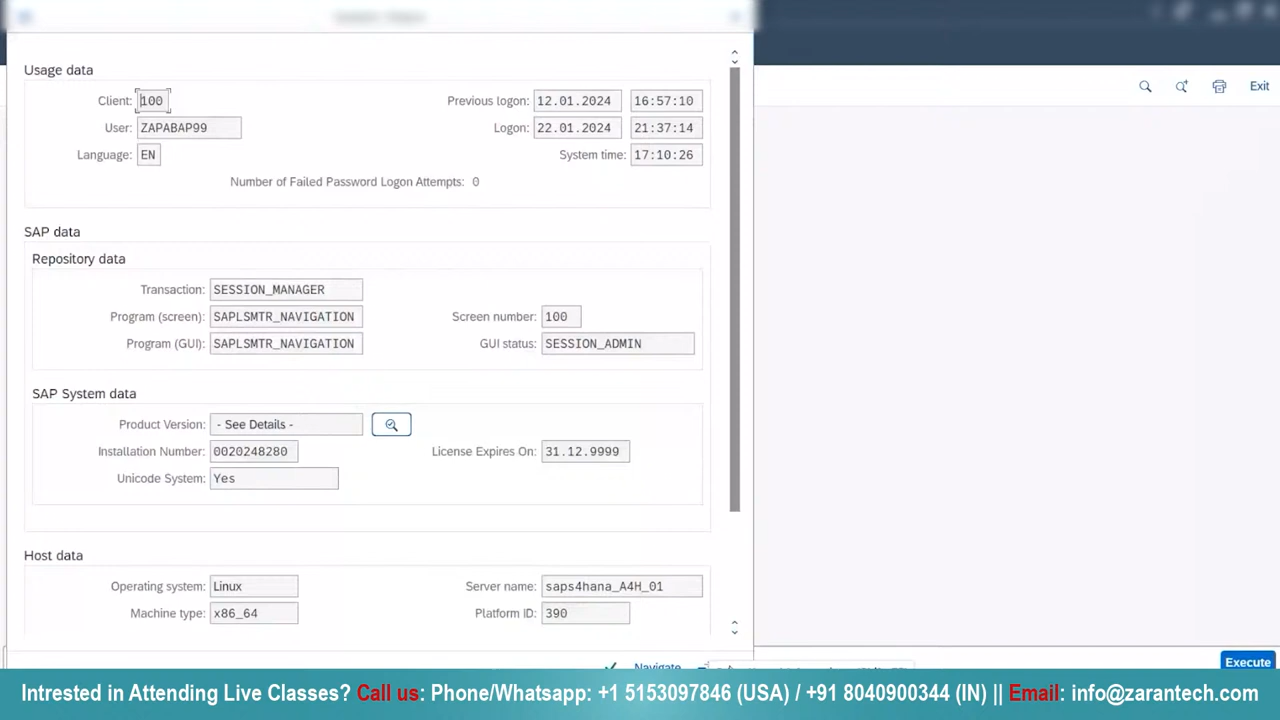 Exit
Usage data
Client: 100
Previous logon: 12.01.2024 16:57:10
User: ZAPABAP99
Logon: 22.01.2024 21:37:14
Language: EN
System time: 17:10:26
Number of Failed Password Logon Attempts: 0
SAP data
Repository data
Transaction: SESSION_MANAGER
Program (screen): SAPLSMTR_NAVIGATION
Screen number: 100
Program (GUI): SAPLSMTR_NAVIGATION
GUI status: SESSION_ADMIN
SAP System data
Product Version: - See Details -
Installation Number: 0020248280
License Expires On: 31.12.9999
Unicode System: Yes
Host data
Operating system: Linux
Server name: saps4hana_A4H_01
Machine type: x86_64
Platform ID: 390
Navigate
Execute
Intrested in Attending Live Classes? Call us: Phone/Whatsapp: +1 5153097846 (USA) / +91 8040900344 (IN) || Email: info@zarantech.com